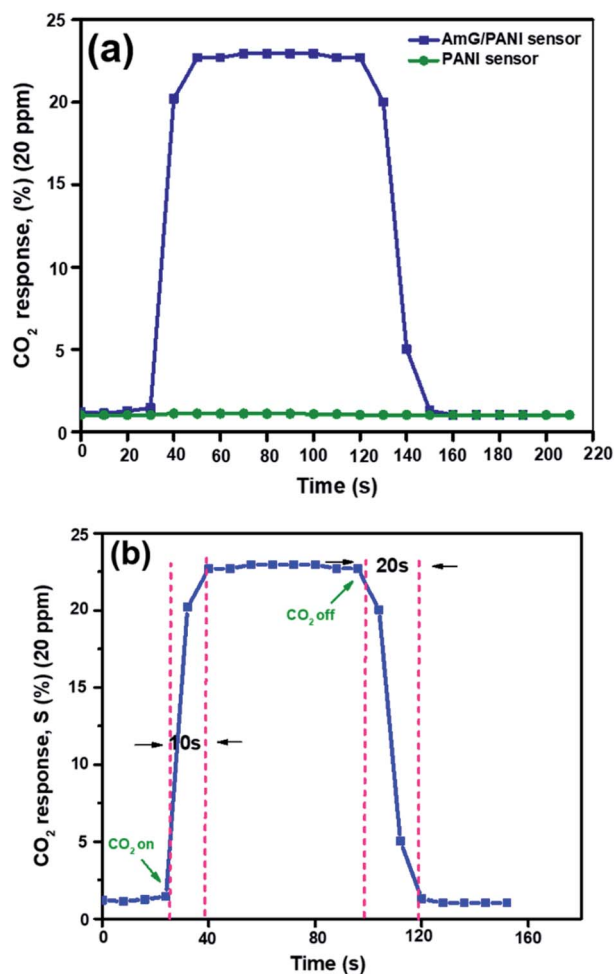 (a)
AmG/PANI sensor
PANI sensor
CO₂ response, (%) (20 ppm)
25
20
15
10
5
0
0 20 40 60 80 100 120 140 160 180 200 220
Time (s)
(b)
CO₂ response, S (%) (20 ppm)
25
20
15
10
5
0
20s
CO₂ off
10s
CO₂ on
0 40 80 120 160
Time (s)